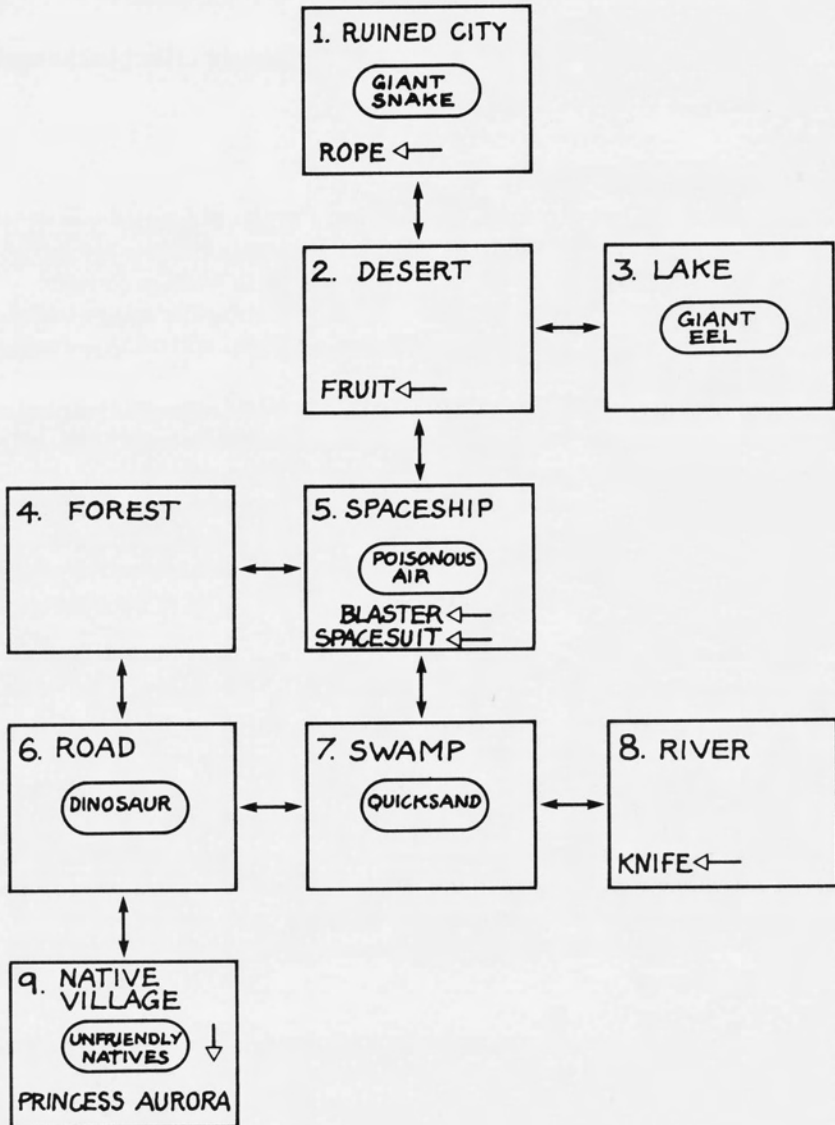 1. RUINED CITY
GIANT
SNAKE
ROPE
2. DESERT
FRUIT
3. LAKE
GIANT
EEL
4. FOREST
5. SPACESHIP
POISONOUS
AIR
BLASTER
SPACESUIT
6. ROAD
DINOSAUR
7. SWAMP
QUICKSAND
8. RIVER
KNIFE
9. NATIVE
VILLAGE
UNFRIENDLY
NATIVES
PRINCESS AURORA